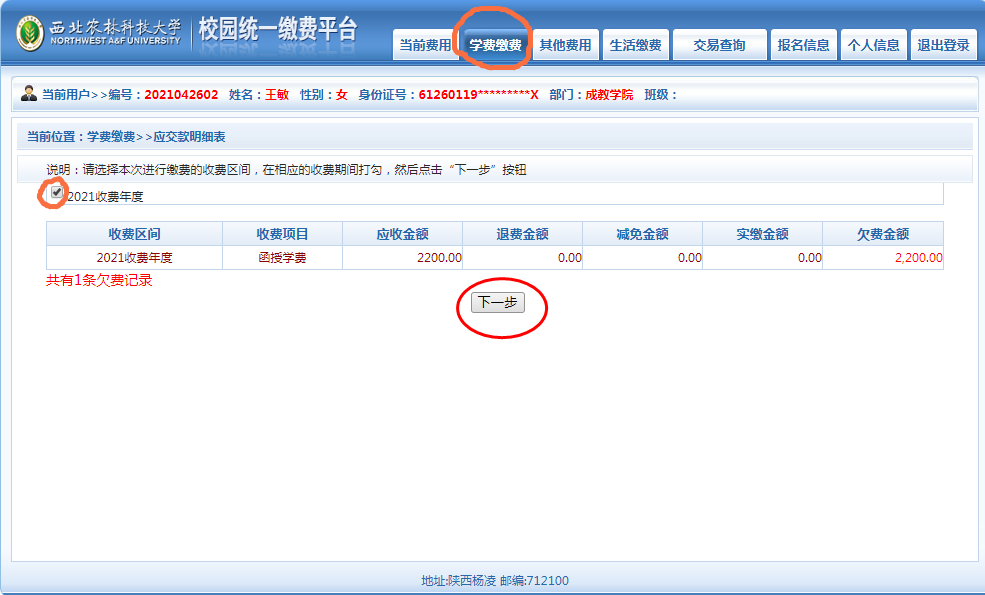 西北农林科技大学 校园统一缴费平台
NORTHWEST A&F UNIVERSITY
当前费用 学费缴费 其他费用 生活缴费 交易查询 报名信息 个人信息 退出登录
当前用户>>编号：2021042602 姓名：王敏 性别：女 身份证号：61260119*********X 部门：成教学院 班级：
当前位置：学费缴费>>应交款明细表
说明：请选择本次进行缴费的收费区间，在相应的收费期间打勾，然后点击“下一步”按钮
2021收费年度
收费区间 收费项目 应收金额 退费金额 减免金额 实缴金额 欠费金额
2021收费年度 函授学费 2200.00 0.00 0.00 0.00 2,200.00
共有1条欠费记录
下一步
地址:陕西杨凌 邮编:712100